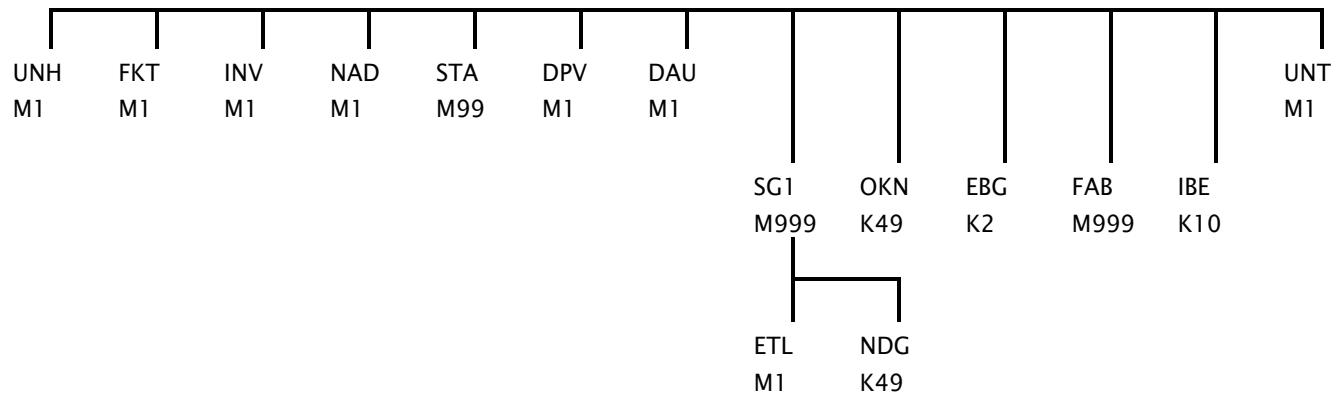 UNH FKT INV NAD STA DPV DAU UNT
M1 M1 M1 M1 M99 M1 M1 M1
SG1 OKN EBG FAB IBE
M999 K49 K2 M999 K10
ETL NDG
M1 K49